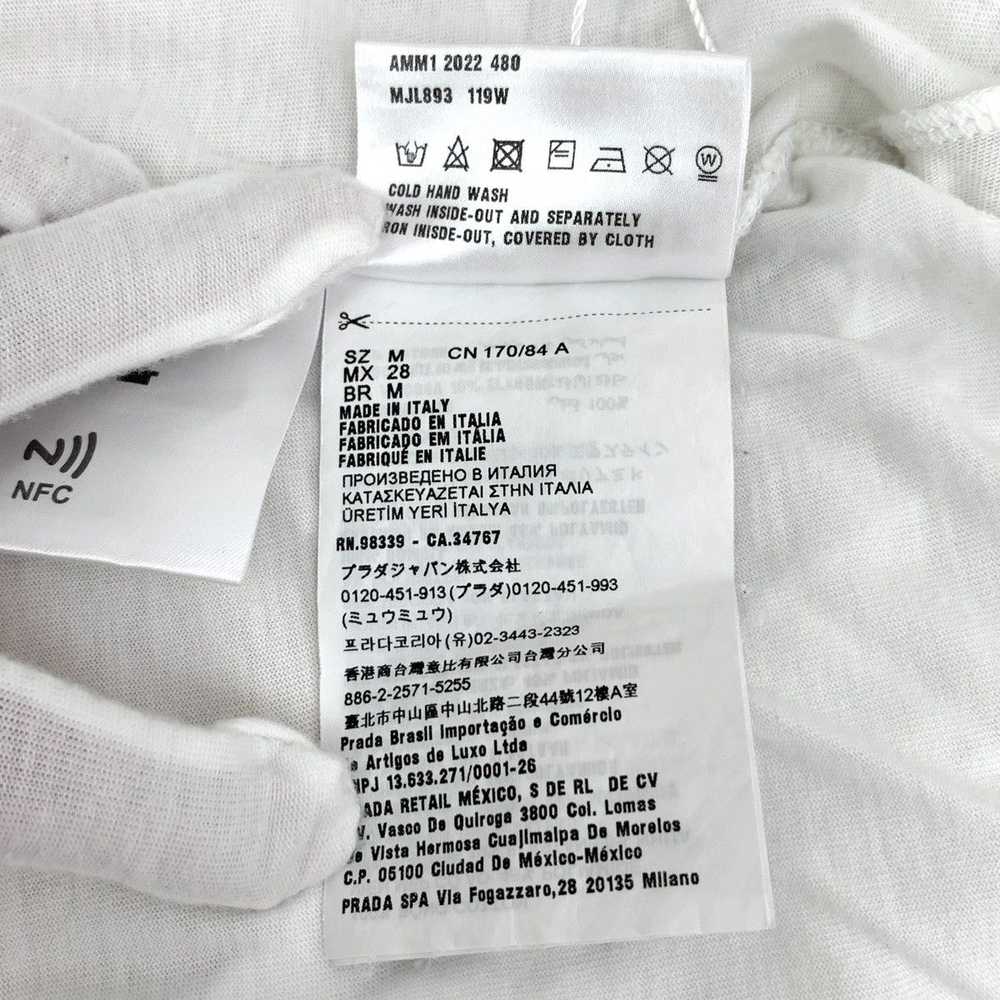 AMM1 2022 480
MJL893 119W
W
COLD HAND WASH
WASH INSIDE-OUT AND SEPARATELY
IRON INISDE-OUT, COVERED BY CLOTH
SZ M CN 170/84 A
MX 28
BR M
MADE IN ITALY
FABRICADO EN ITALIA
FABRICADO EM ITÁLIA
FABRIQUÉ EN ITALIE
ПРОИЗВЕДЕНО В ИТАЛИЯ
ΚΑΤΑΣΚΕΥΑΖΕΤΑΙ ΣΤΗΝ ΙΤΑΛΙΑ
ÜRETİM YERİ İTALYA
RN.98339 - CA.34767
プラダジャパン株式会社
0120-451-913(プラダ)0120-451-993
(ミュウミュウ)
프라다코리아(유)02-3443-2323
香港商台灣童比有限公司台灣分公司
886-2-2571-5255
臺北市中山區中山北路二段44號12樓A室
Prada Brasil Importação e Comércio
e Artigos de Luxo Ltda
NPJ 13.633.271/0001-26
ADA RETAIL MÉXICO, S DE RL DE CV
V. Vasco De Quiroga 3800 Col. Lomas
e Vista Hermosa Cuajimalpa De Morelos
C.P. 05100 Ciudad De México-México
PRADA SPA Via Fogazzaro,28 20135 Milano
NFC